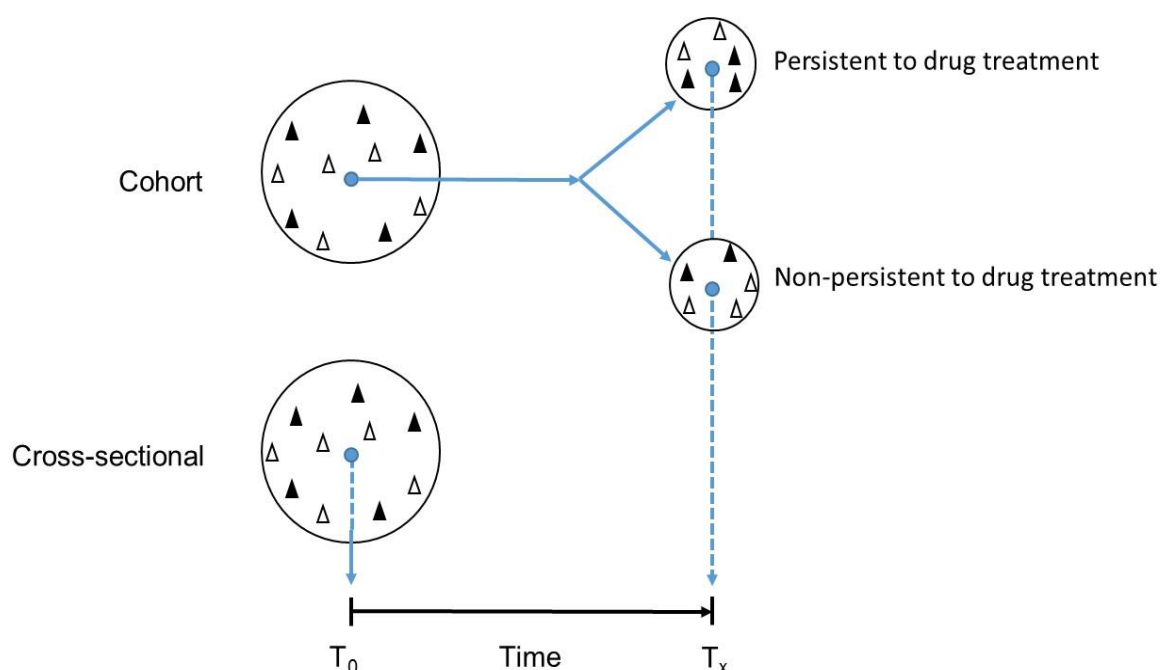 Persistent to drug treatment
Cohort
Non-persistent to drug treatment
Cross-sectional
T₀ Time Tₓ